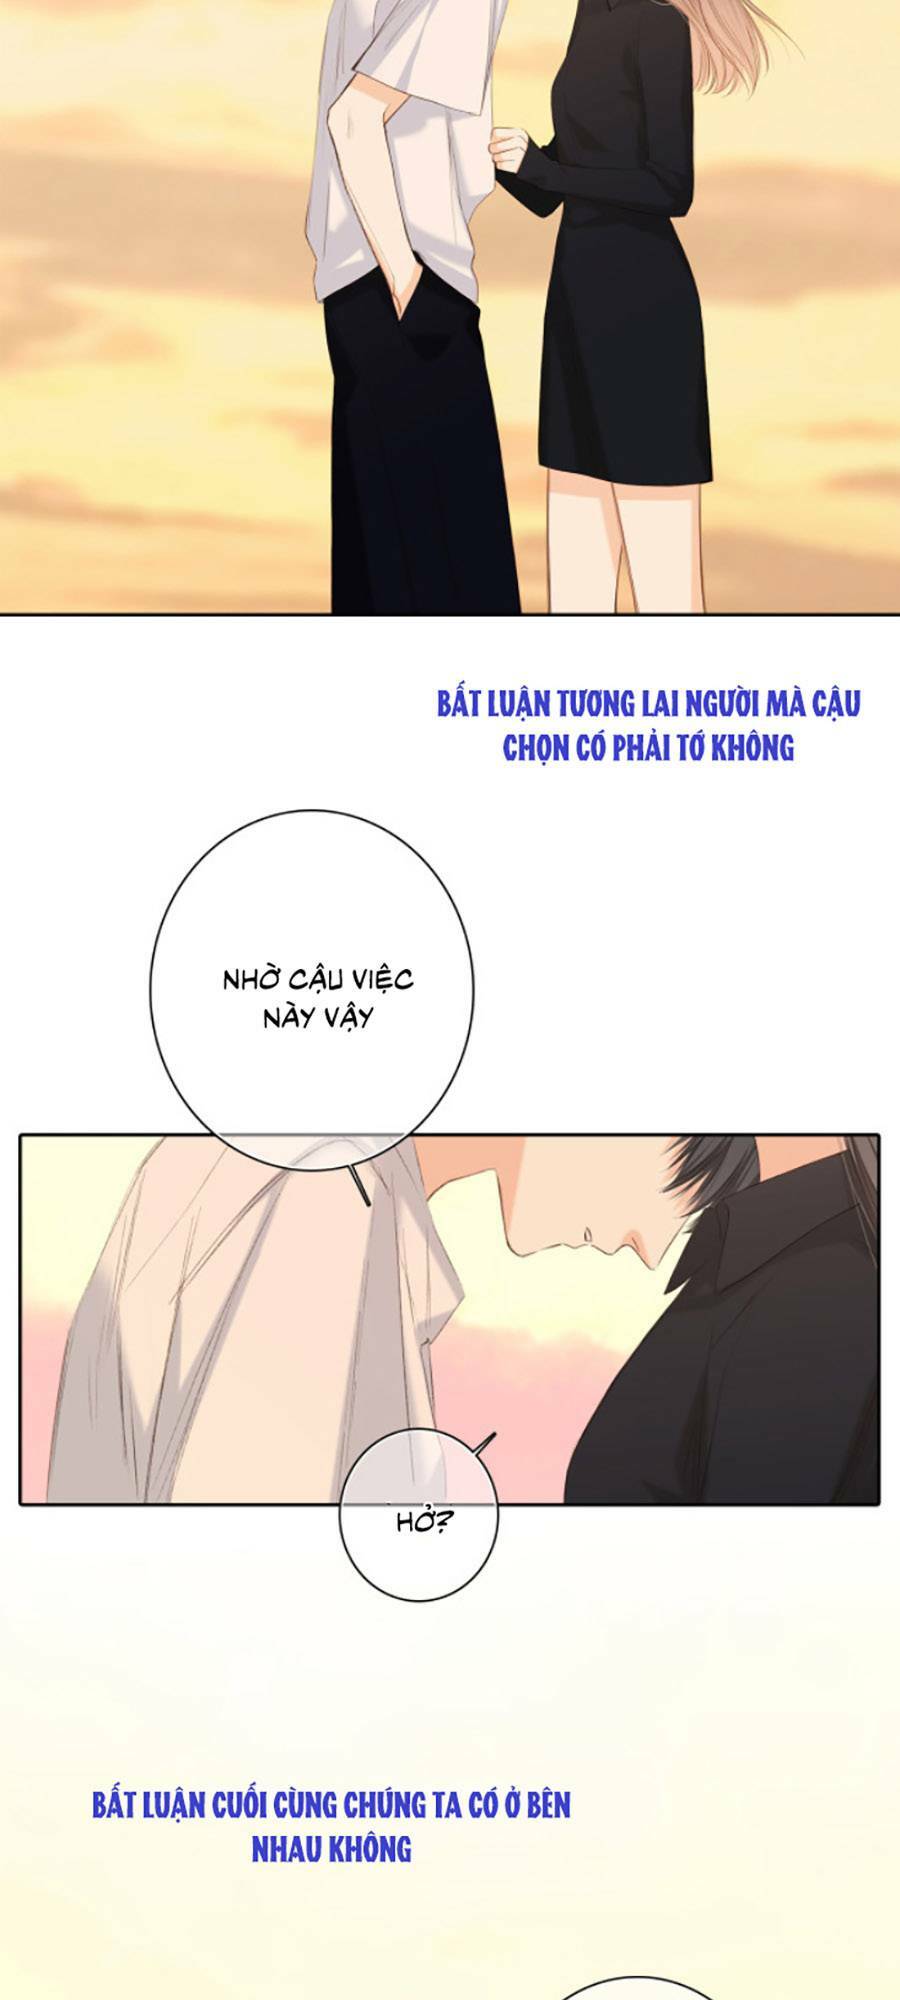 BẤT LUẬN TƯƠNG LAI NGƯỜI MÀ CẬU
CHỌN CÓ PHẢI TỚ KHÔNG
NHỜ CẬU VIỆC
NÀY VẬY
HỞ?
BẤT LUẬN CUỐI CÙNG CHÚNG TA CÓ Ở BÊN
NHAU KHÔNG